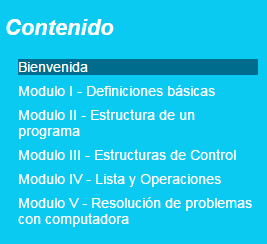 Contenido
Bienvenida
Modulo I - Definiciones básicas
Modulo II - Estructura de un
programa
Modulo III - Estructuras de Control
Modulo IV - Lista y Operaciones
Modulo V - Resolución de problemas
con computadora